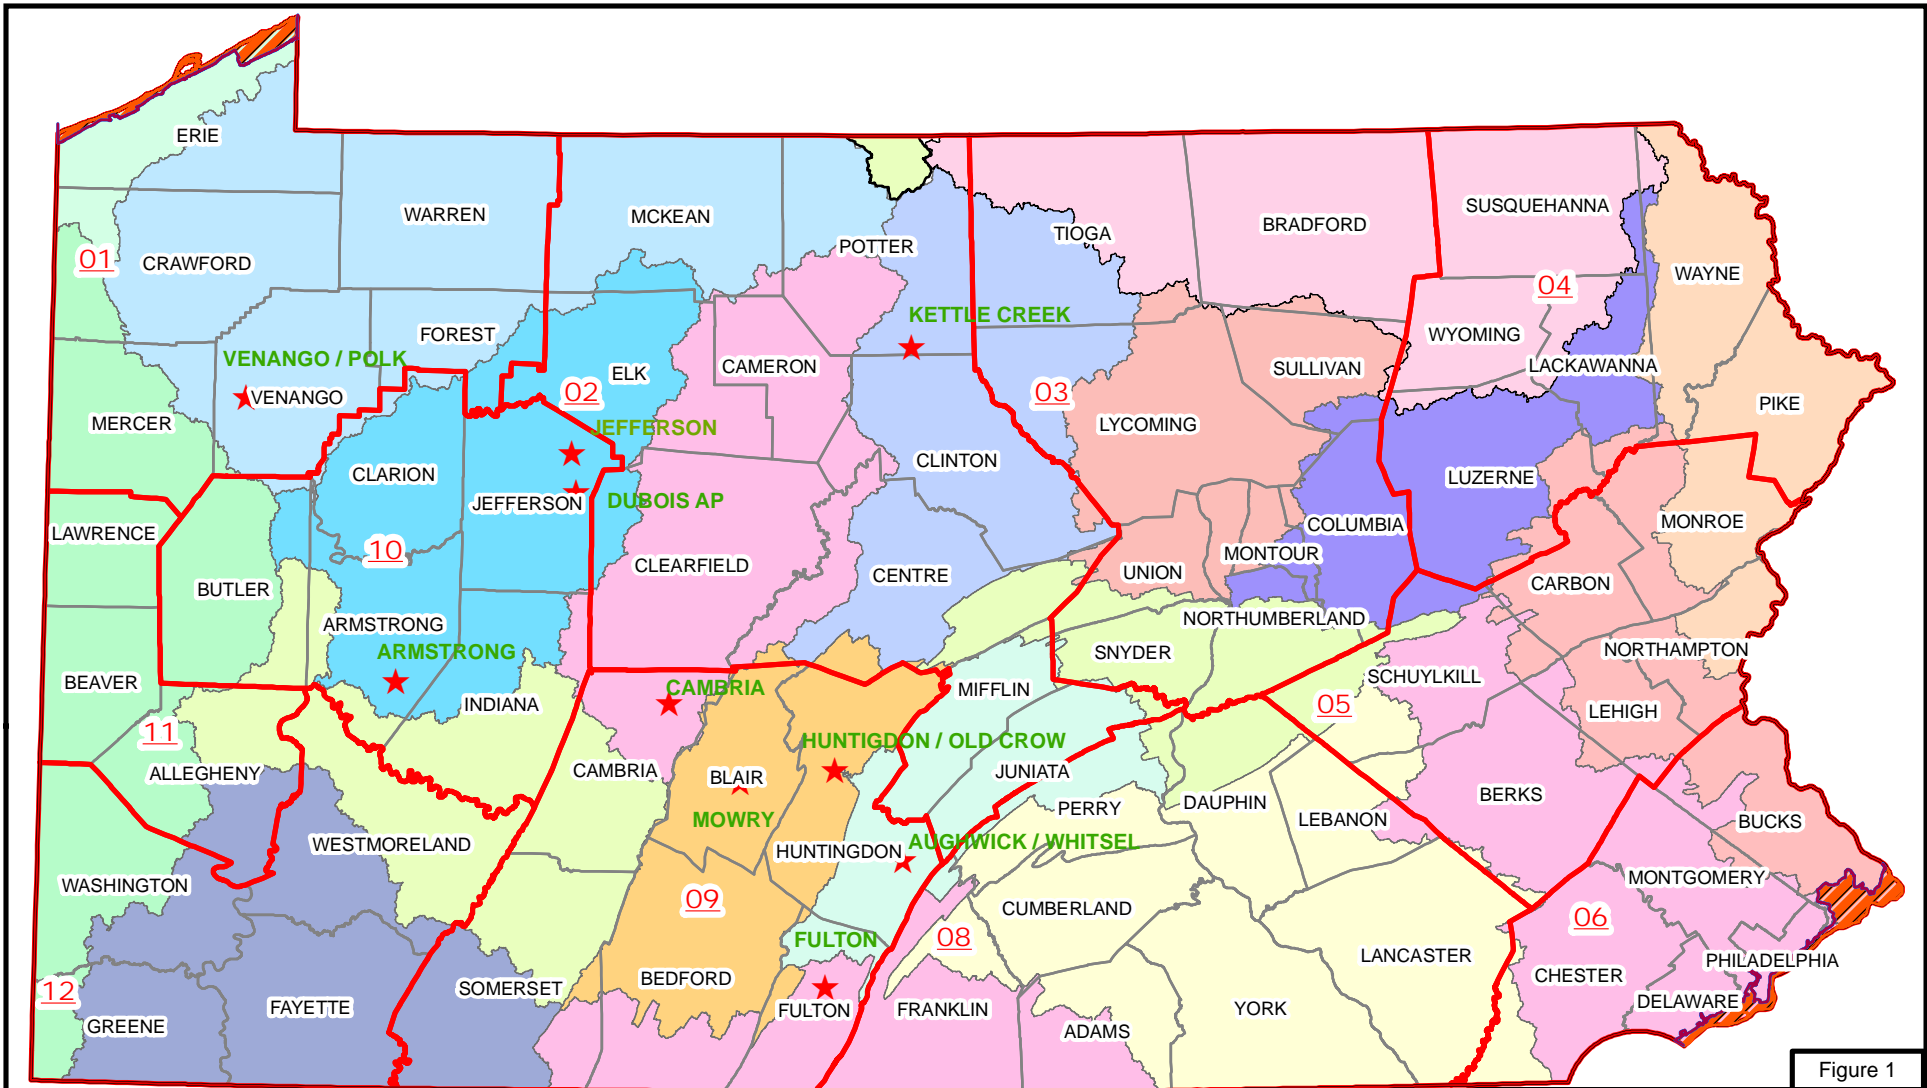 ERIE
WARREN
MCKEAN
SUSQUEHANNA
BRADFORD
TIOGA
POTTER
01
CRAWFORD
WAYNE
04
KETTLE CREEK
FOREST
WYOMING
VENANGO / POLK
CAMERON
SULLIVAN
LACKAWANNA
ELK
02
03
VENANGO
PIKE
MERCER
LYCOMING
JEFFERSON
CLINTON
CLARION
LUZERNE
JEFFERSON
DUBOIS AP
LAWRENCE
COLUMBIA
MONROE
10
MONTOUR
CLEARFIELD
CENTRE
UNION
CARBON
BUTLER
NORTHUMBERLAND
ARMSTRONG
ARMSTRONG
SNYDER
NORTHAMPTON
BEAVER
SCHUYLKILL
CAMBRIA
MIFFLIN
INDIANA
05
LEHIGH
11
HUNTIGDON / OLD CROW
ALLEGHENY
CAMBRIA
BLAIR
JUNIATA
BERKS
DAUPHIN
PERRY
LEBANON
MOWRY
BUCKS
WESTMORELAND
HUNTINGDON
AUGHWICK / WHITSEL
WASHINGTON
MONTGOMERY
09
CUMBERLAND
06
08
FULTON
LANCASTER
PHILADELPHIA
BEDFORD
CHESTER
12
SOMERSET
DELAWARE
FAYETTE
FULTON
FRANKLIN
YORK
GREENE
ADAMS
Figure 1